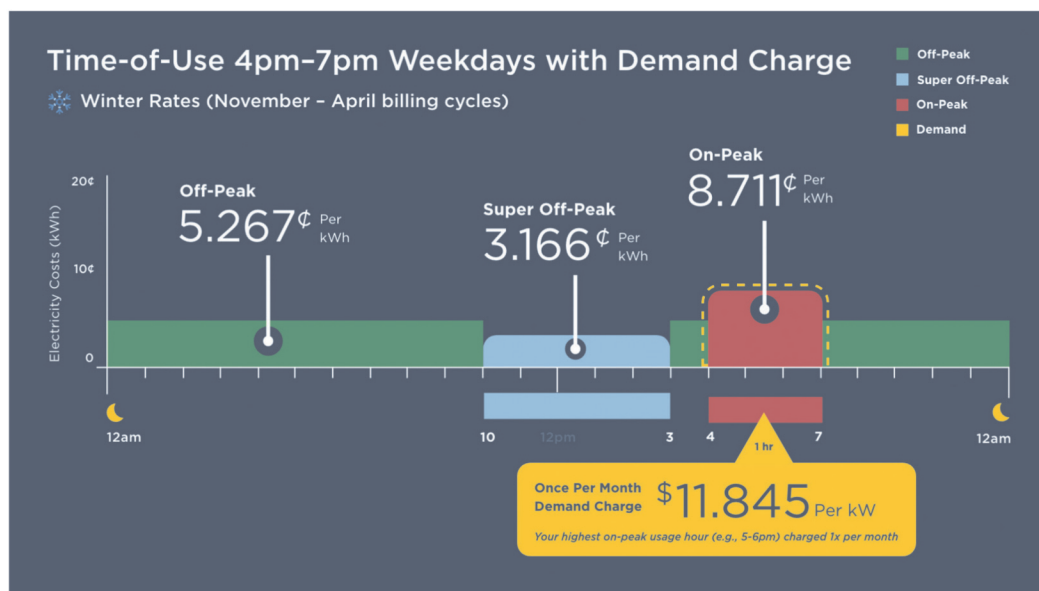 Time-of-Use 4pm–7pm Weekdays with Demand Charge
Winter Rates (November – April billing cycles)
Off-Peak
Super Off-Peak
On-Peak
Demand
Electricity Costs (kWh)
20¢
10¢
0
Off-Peak
5.267¢ Per kWh
Super Off-Peak
3.166¢ Per kWh
On-Peak
8.711¢ Per kWh
12am
10
12pm
3
4
7
12am
1 hr
Once Per Month
Demand Charge
$11.845 Per kW
Your highest on-peak usage hour (e.g., 5-6pm) charged 1x per month